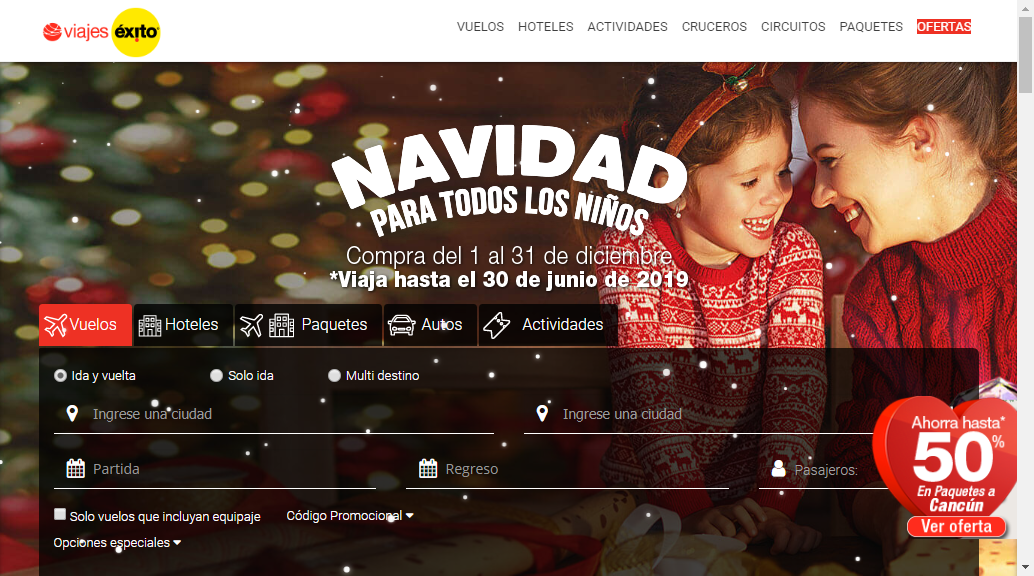 viajes éxito
VUELOS HOTELES ACTIVIDADES CRUCEROS CIRCUITOS PAQUETES OFERTAS
NAVIDAD
PARA TODOS LOS NIÑOS
Compra del 1 al 31 de diciembre
*Viaja hasta el 30 de junio de 2019
Vuelos Hoteles Paquetes Autos Actividades
Ida y vuelta Solo ida Multi destino
Ingrese una ciudad Ingrese una ciudad
Partida Regreso Pasajeros:
Ahorra hasta*
50%
En Paquetes a
Cancún
Ver oferta
Solo vuelos que incluyan equipaje Código Promocional
Opciones especiales